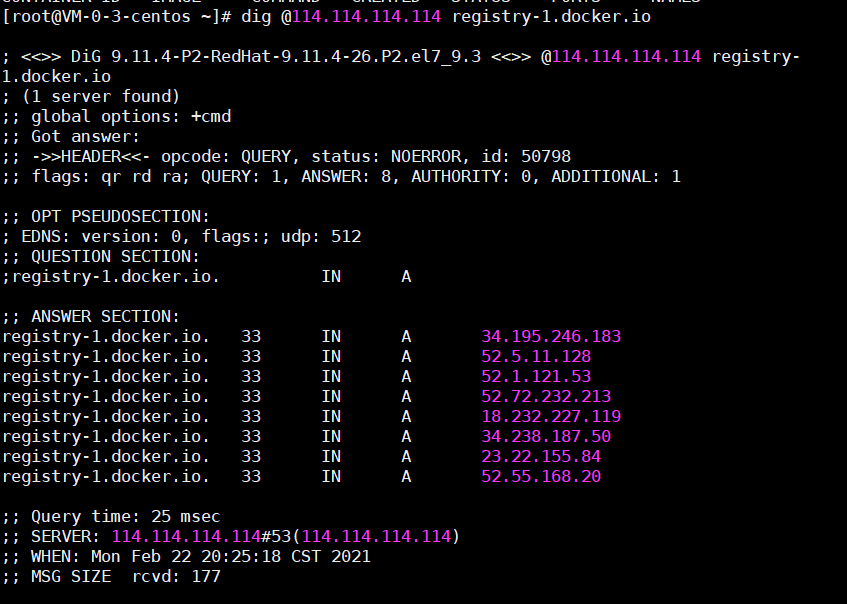 [root@VM-0-3-centos ~]# dig @114.114.114.114 registry-1.docker.io
; <<>> DiG 9.11.4-P2-RedHat-9.11.4-26.P2.el7_9.3 <<>> @114.114.114.114 registry-
1.docker.io
; (1 server found)
;; global options: +cmd
;; Got answer:
;; ->>HEADER<<- opcode: QUERY, status: NOERROR, id: 50798
;; flags: qr rd ra; QUERY: 1, ANSWER: 8, AUTHORITY: 0, ADDITIONAL: 1
;; OPT PSEUDOSECTION:
; EDNS: version: 0, flags:; udp: 512
;; QUESTION SECTION:
;registry-1.docker.io. IN A
;; ANSWER SECTION:
registry-1.docker.io. 33 IN A 34.195.246.183
registry-1.docker.io. 33 IN A 52.5.11.128
registry-1.docker.io. 33 IN A 52.1.121.53
registry-1.docker.io. 33 IN A 52.72.232.213
registry-1.docker.io. 33 IN A 18.232.227.119
registry-1.docker.io. 33 IN A 34.238.187.50
registry-1.docker.io. 33 IN A 23.22.155.84
registry-1.docker.io. 33 IN A 52.55.168.20
;; Query time: 25 msec
;; SERVER: 114.114.114.114#53(114.114.114.114)
;; WHEN: Mon Feb 22 20:25:18 CST 2021
;; MSG SIZE rcvd: 177